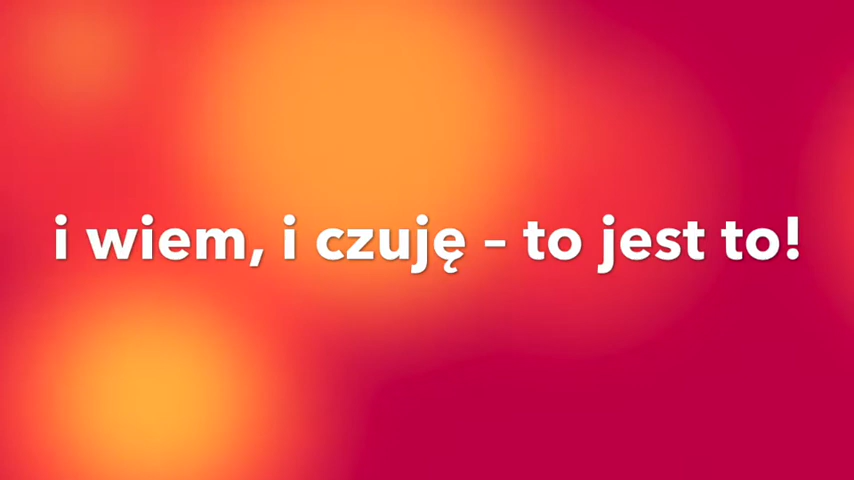 i wiem, i czuję – to jest to!